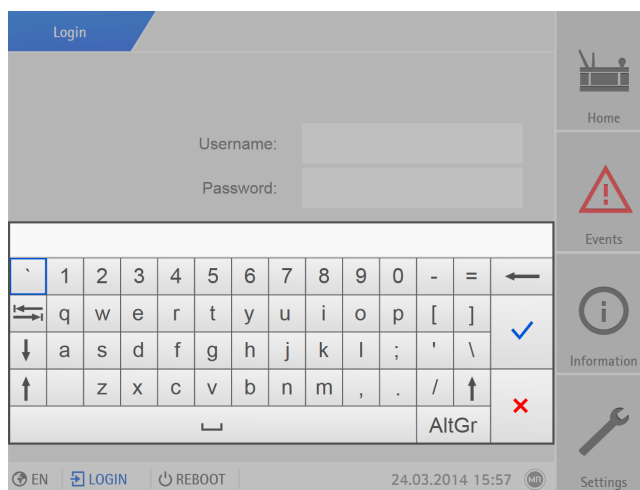 Login
Home
Username:
Password:
Events
` 1 2 3 4 5 6 7 8 9 0 - =
q w e r t y u i o p [ ]
a s d f g h j k l ; ' \
z x c v b n m , . /
AltGr
Information
EN LOGIN REBOOT 24.03.2014 15:57 MR
Settings